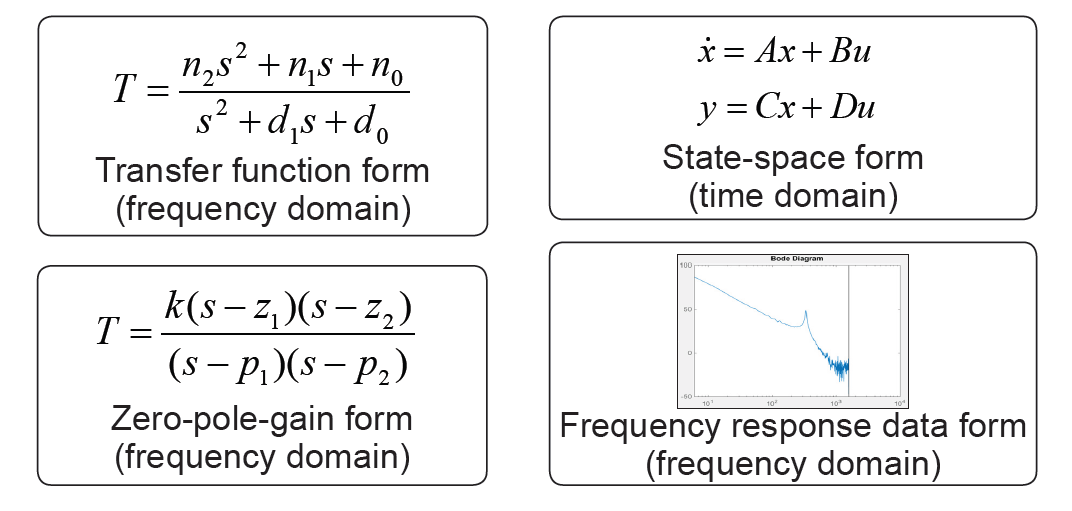 T = (n₂s² + n₁s + n₀) / (s² + d₁s + d₀)
Transfer function form
(frequency domain)
ẋ = Ax + Bu
y = Cx + Du
State-space form
(time domain)
T = k(s − z₁)(s − z₂) / (s − p₁)(s − p₂)
Zero-pole-gain form
(frequency domain)
Bode Diagram
100
50
0
-50
10¹ 10² 10³ 10⁴
Frequency response data form
(frequency domain)